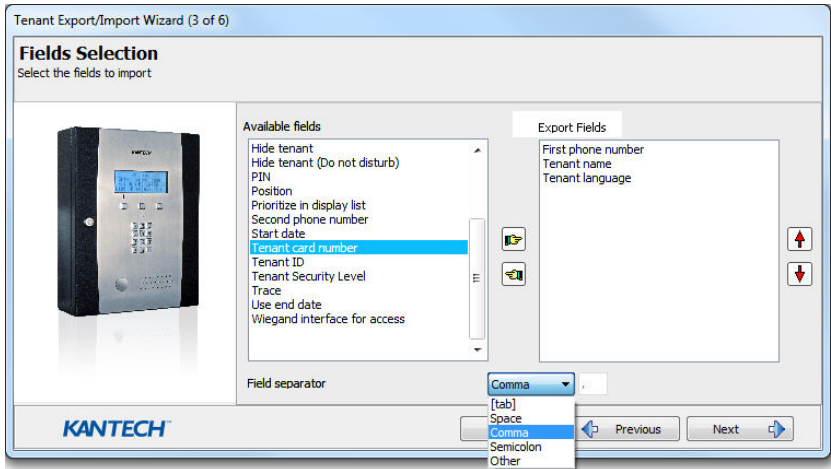 Tenant Export/Import Wizard (3 of 6)
Fields Selection
Select the fields to import
Available fields
Export Fields
Hide tenant
Hide tenant (Do not disturb)
PIN
Position
Prioritize in display list
Second phone number
Start date
Tenant card number
Tenant ID
Tenant Security Level
Trace
Use end date
Wiegand interface for access
First phone number
Tenant name
Tenant language
KANTECH
Field separator
Comma
,
[tab]
Space
Comma
Semicolon
Other
KANTECH
Previous
Next